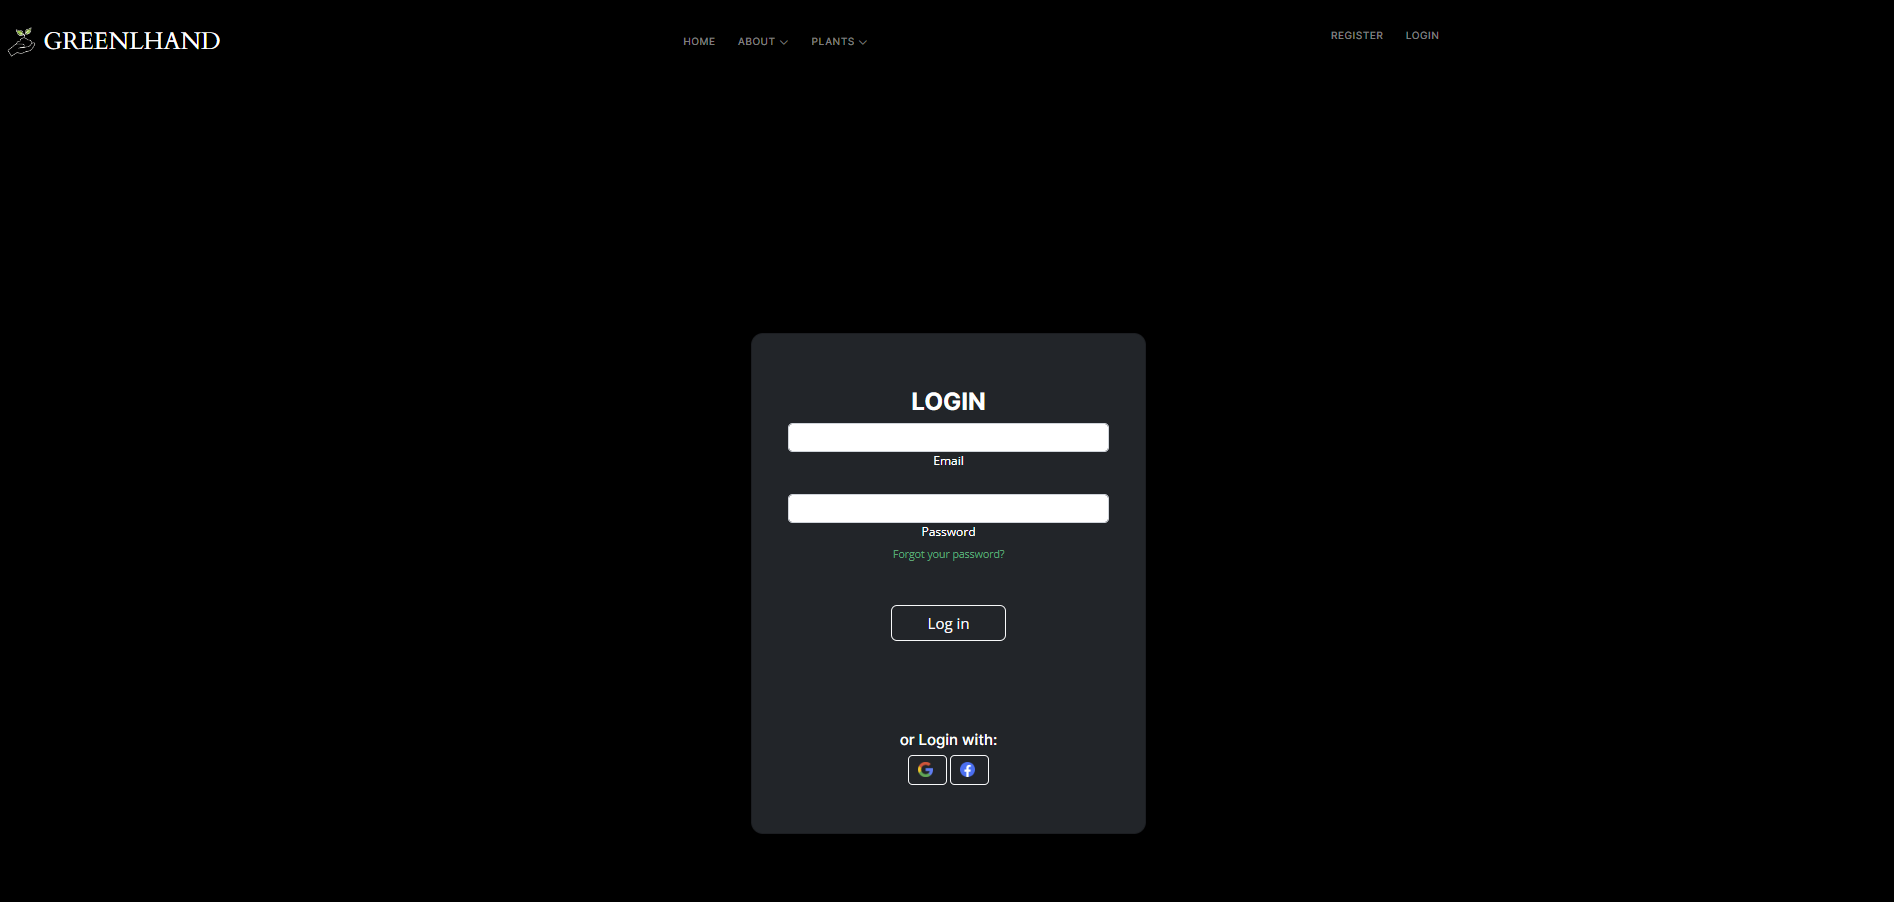 GREENLHAND
HOME ABOUT PLANTS
REGISTER LOGIN
LOGIN
Email
Password
Forgot your password?
Log in
or Login with: